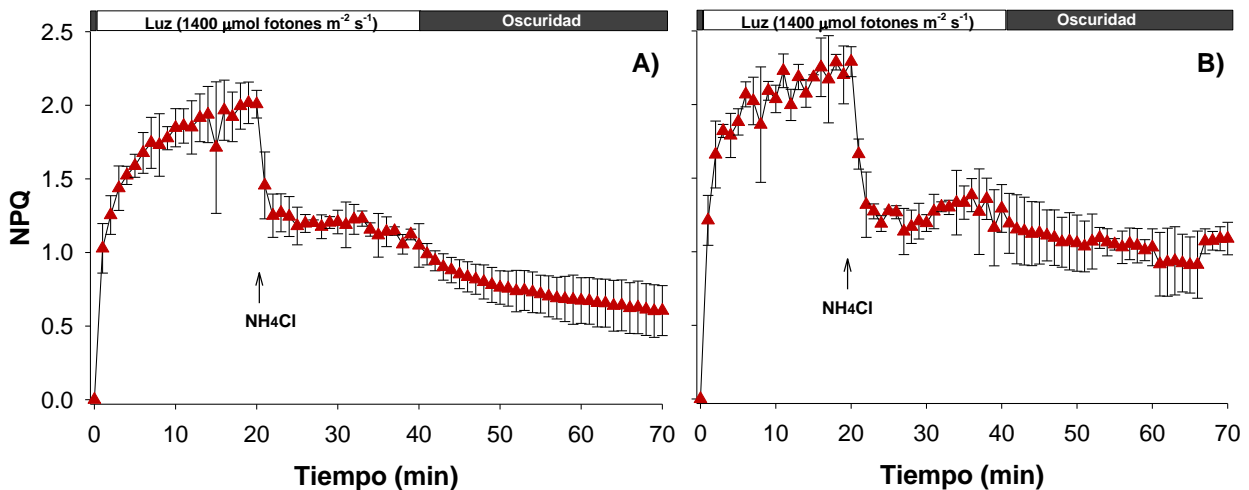 Luz (1400 µmol fotones m-2 s-1) Oscuridad
Luz (1400 µmol fotones m-2 s-1) Oscuridad
A)
B)
2.5
2.0
1.5
1.0
0.5
0.0
NPQ
NH4Cl
NH4Cl
0 10 20 30 40 50 60 70
0 10 20 30 40 50 60 70
Tiempo (min)
Tiempo (min)